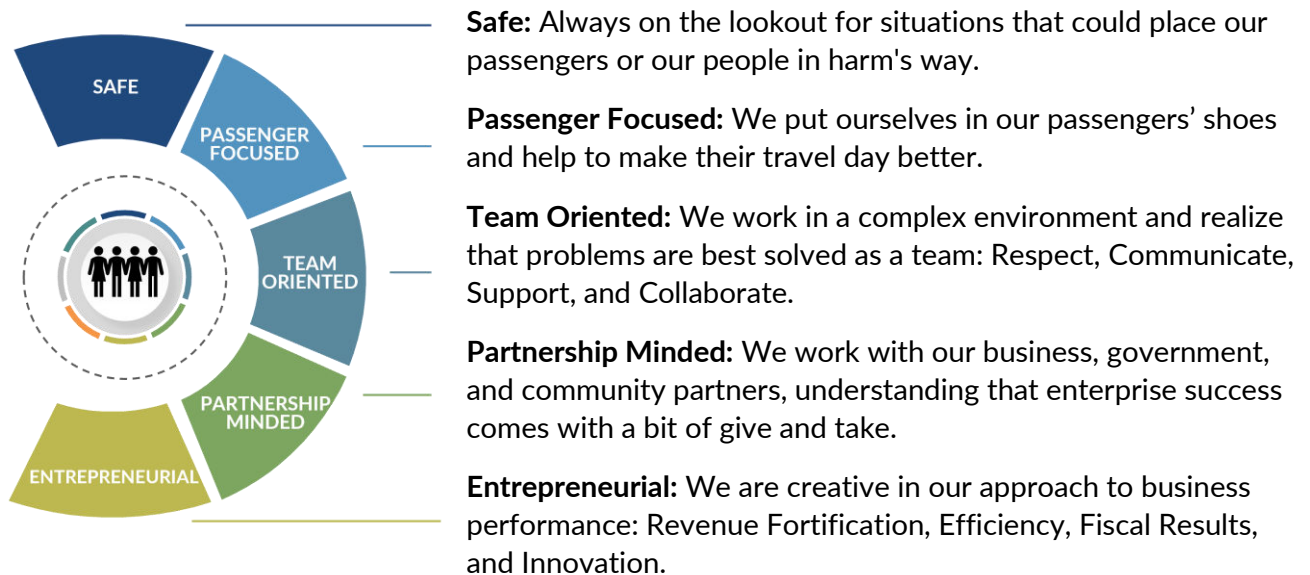 SAFE
PASSENGER
FOCUSED
TEAM
ORIENTED
PARTNERSHIP
MINDED
ENTREPRENEURIAL
Safe: Always on the lookout for situations that could place our
passengers or our people in harm's way.
Passenger Focused: We put ourselves in our passengers’ shoes
and help to make their travel day better.
Team Oriented: We work in a complex environment and realize
that problems are best solved as a team: Respect, Communicate,
Support, and Collaborate.
Partnership Minded: We work with our business, government,
and community partners, understanding that enterprise success
comes with a bit of give and take.
Entrepreneurial: We are creative in our approach to business
performance: Revenue Fortification, Efficiency, Fiscal Results,
and Innovation.